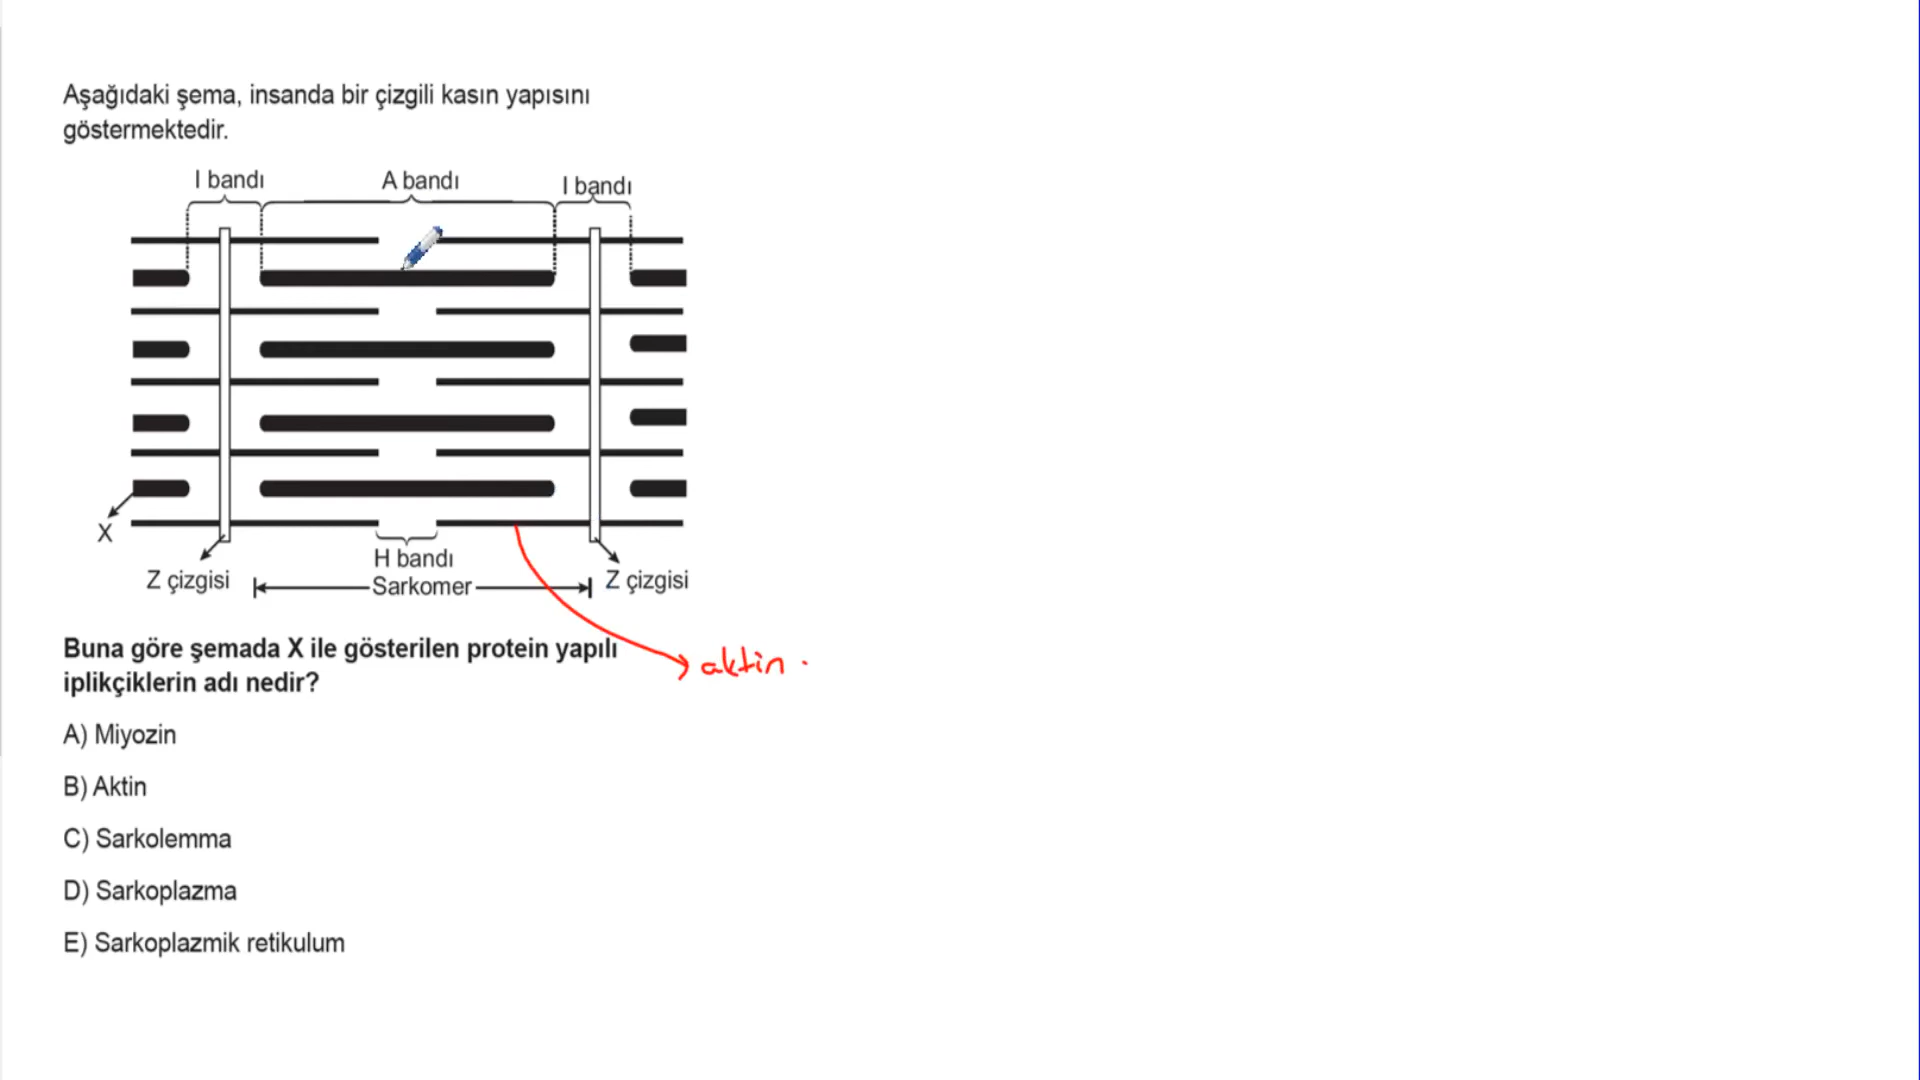 Aşağıdaki şema, insanda bir çizgili kasın yapısını
göstermektedir.
I bandı
A bandı
I bandı
X
H bandı
Z çizgisi
Sarkomer
Z çizgisi
Buna göre şemada X ile gösterilen protein yapılı
iplikçiklerin adı nedir?
aktin.
A) Miyozin
B) Aktin
C) Sarkolemma
D) Sarkoplazma
E) Sarkoplazmik retikulum